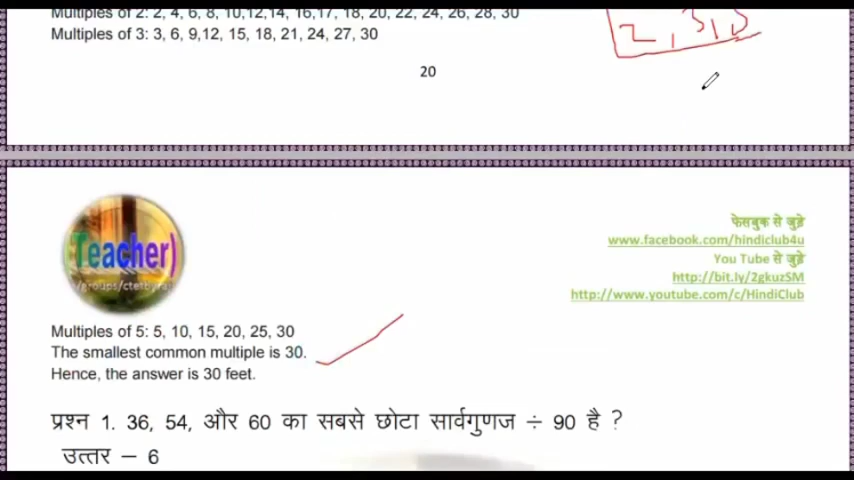 Multiples of 2: 2, 4, 6, 8, 10,12,14, 16,17, 18, 20, 22, 24, 26, 28, 30
Multiples of 3: 3, 6, 9,12, 15, 18, 21, 24, 27, 30
2, 3, 5
20
Teacher)
/groups/ctetbyraj
फेसबुक से जुड़े
www.facebook.com/hindiclub4u
You Tube से जुड़े
http://bit.ly/2gkuzSM
http://www.youtube.com/c/HindiClub
Multiples of 5: 5, 10, 15, 20, 25, 30
The smallest common multiple is 30.
Hence, the answer is 30 feet.
प्रश्न 1. 36, 54, और 60 का सबसे छोटा सार्वगुणज ÷ 90 है ?
उत्तर – 6